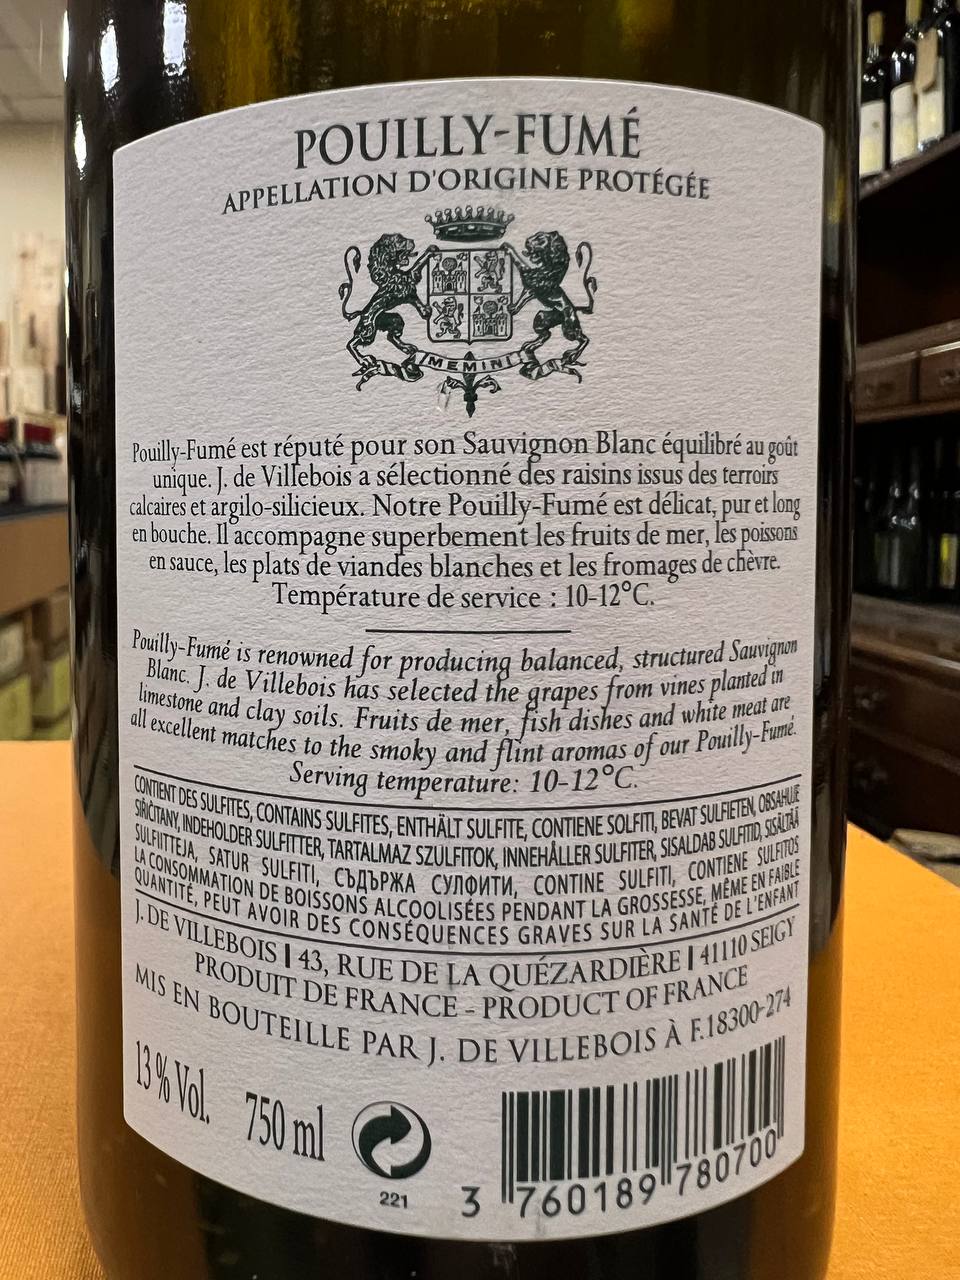 POUILLY-FUMÉ
APPELLATION D'ORIGINE PROTÉGÉE
MEMINI
Pouilly-Fumé est réputé pour son Sauvignon Blanc équilibré au goût
unique. J. de Villebois a sélectionné des raisins issus des terroirs
calcaires et argilo-silicieux. Notre Pouilly-Fumé est délicat, pur et long
en bouche. Il accompagne superbement les fruits de mer, les poissons
en sauce, les plats de viandes blanches et les fromages de chèvre.
Température de service : 10-12°C.
Pouilly-Fumé is renowned for producing balanced, structured Sauvignon
Blanc. J. de Villebois has selected the grapes from vines planted in
limestone and clay soils. Fruits de mer, fish dishes and white meat are
all excellent matches to the smoky and flint aromas of our Pouilly-Fumé.
Serving temperature: 10-12°C.
CONTIENT DES SULFITES, CONTAINS SULFITES, ENTHÄLT SULFITE, CONTIENE SOLFITI, BEVAT SULFIETEN, OBSAHUJE
SIŘIČITANY, INDEHOLDER SULFITTER, TARTALMAZ SZULFITOK, INNEHÅLLER SULFITER, SISALDAB SULFITID, SISÄLTÄÄ
SULFIITTEJA, SATUR SULFITI, СЪДЪРЖА СУЛФИТИ, CONTINE SULFITI, CONTIENE SULFITOS
LA CONSOMMATION DE BOISSONS ALCOOLISÉES PENDANT LA GROSSESSE, MÊME EN FAIBLE
QUANTITÉ, PEUT AVOIR DES CONSÉQUENCES GRAVES SUR LA SANTÉ DE L'ENFANT
J. DE VILLEBOIS | 43, RUE DE LA QUÉZARDIÈRE | 41110 SEIGY
PRODUIT DE FRANCE - PRODUCT OF FRANCE
MIS EN BOUTEILLE PAR J. DE VILLEBOIS À F.18300-274
13 % Vol. 750 ml
221
3 760189 780700